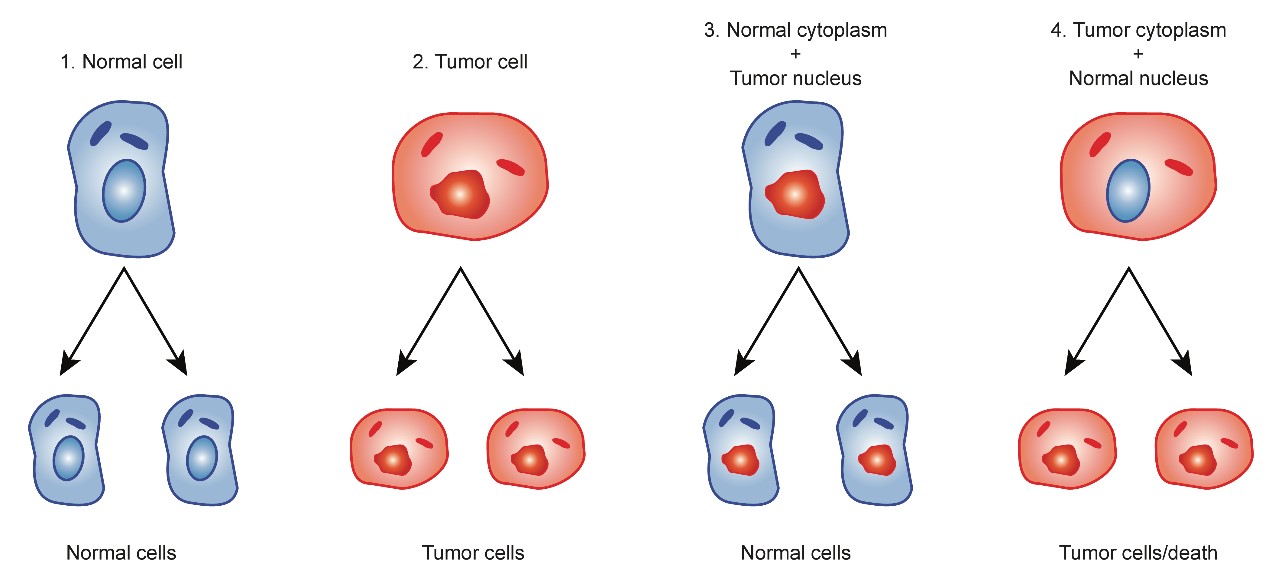 1. Normal cell
2. Tumor cell
3. Normal cytoplasm
+
Tumor nucleus
4. Tumor cytoplasm
+
Normal nucleus
Normal cells
Tumor cells
Normal cells
Tumor cells/death